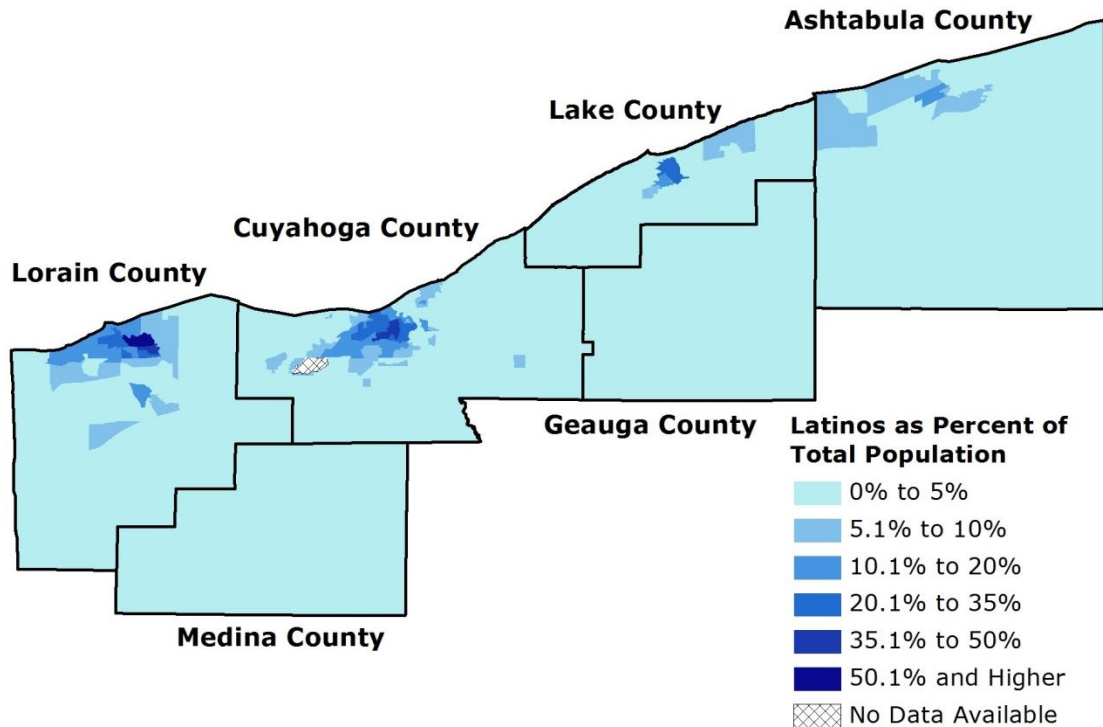 Ashtabula County
Lake County
Cuyahoga County
Lorain County
Geauga County
Medina County
Latinos as Percent of
Total Population
0% to 5%
5.1% to 10%
10.1% to 20%
20.1% to 35%
35.1% to 50%
50.1% and Higher
No Data Available